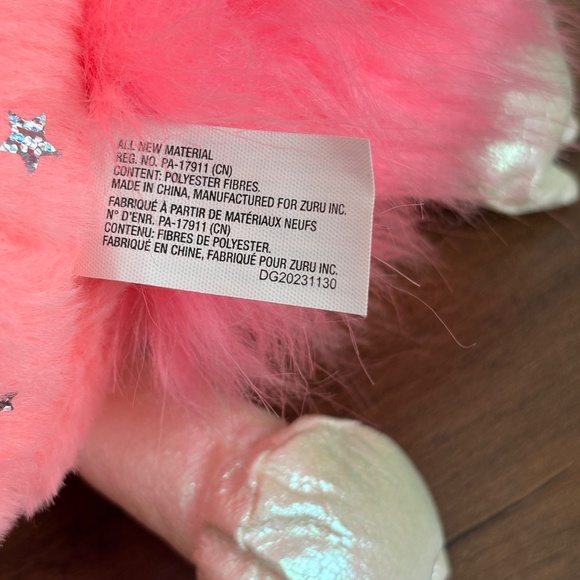 ALL NEW MATERIAL
REG. NO. PA-17911 (CN)
CONTENT: POLYESTER FIBRES.
MADE IN CHINA, MANUFACTURED FOR ZURU INC.
FABRIQUÉ À PARTIR DE MATÉRIAUX NEUFS
N° D'ENR. PA-17911 (CN)
CONTENU: FIBRES DE POLYESTER.
FABRIQUÉ EN CHINE, FABRIQUÉ POUR ZURU INC.
DG20231130